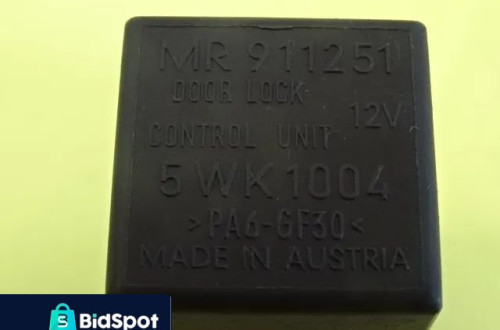 MR 911251
DOOR LOCK
12V
CONTROL UNIT
5WK1004
>PA6-GF30<
MADE IN AUSTRIA
S
BidSpot